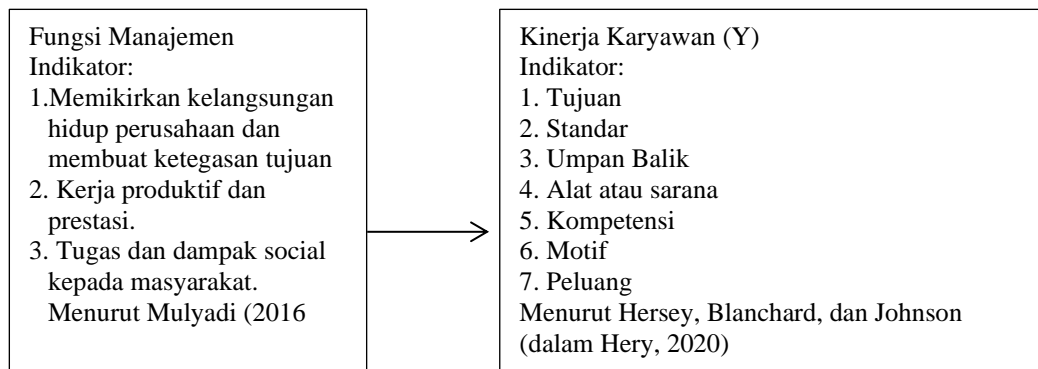 Fungsi Manajemen
Indikator:
1.Memikirkan kelangsungan
hidup perusahaan dan
membuat ketegasan tujuan
2. Kerja produktif dan
prestasi.
3. Tugas dan dampak social
kepada masyarakat.
Menurut Mulyadi (2016
Kinerja Karyawan (Y)
Indikator:
1. Tujuan
2. Standar
3. Umpan Balik
4. Alat atau sarana
5. Kompetensi
6. Motif
7. Peluang
Menurut Hersey, Blanchard, dan Johnson
(dalam Hery, 2020)